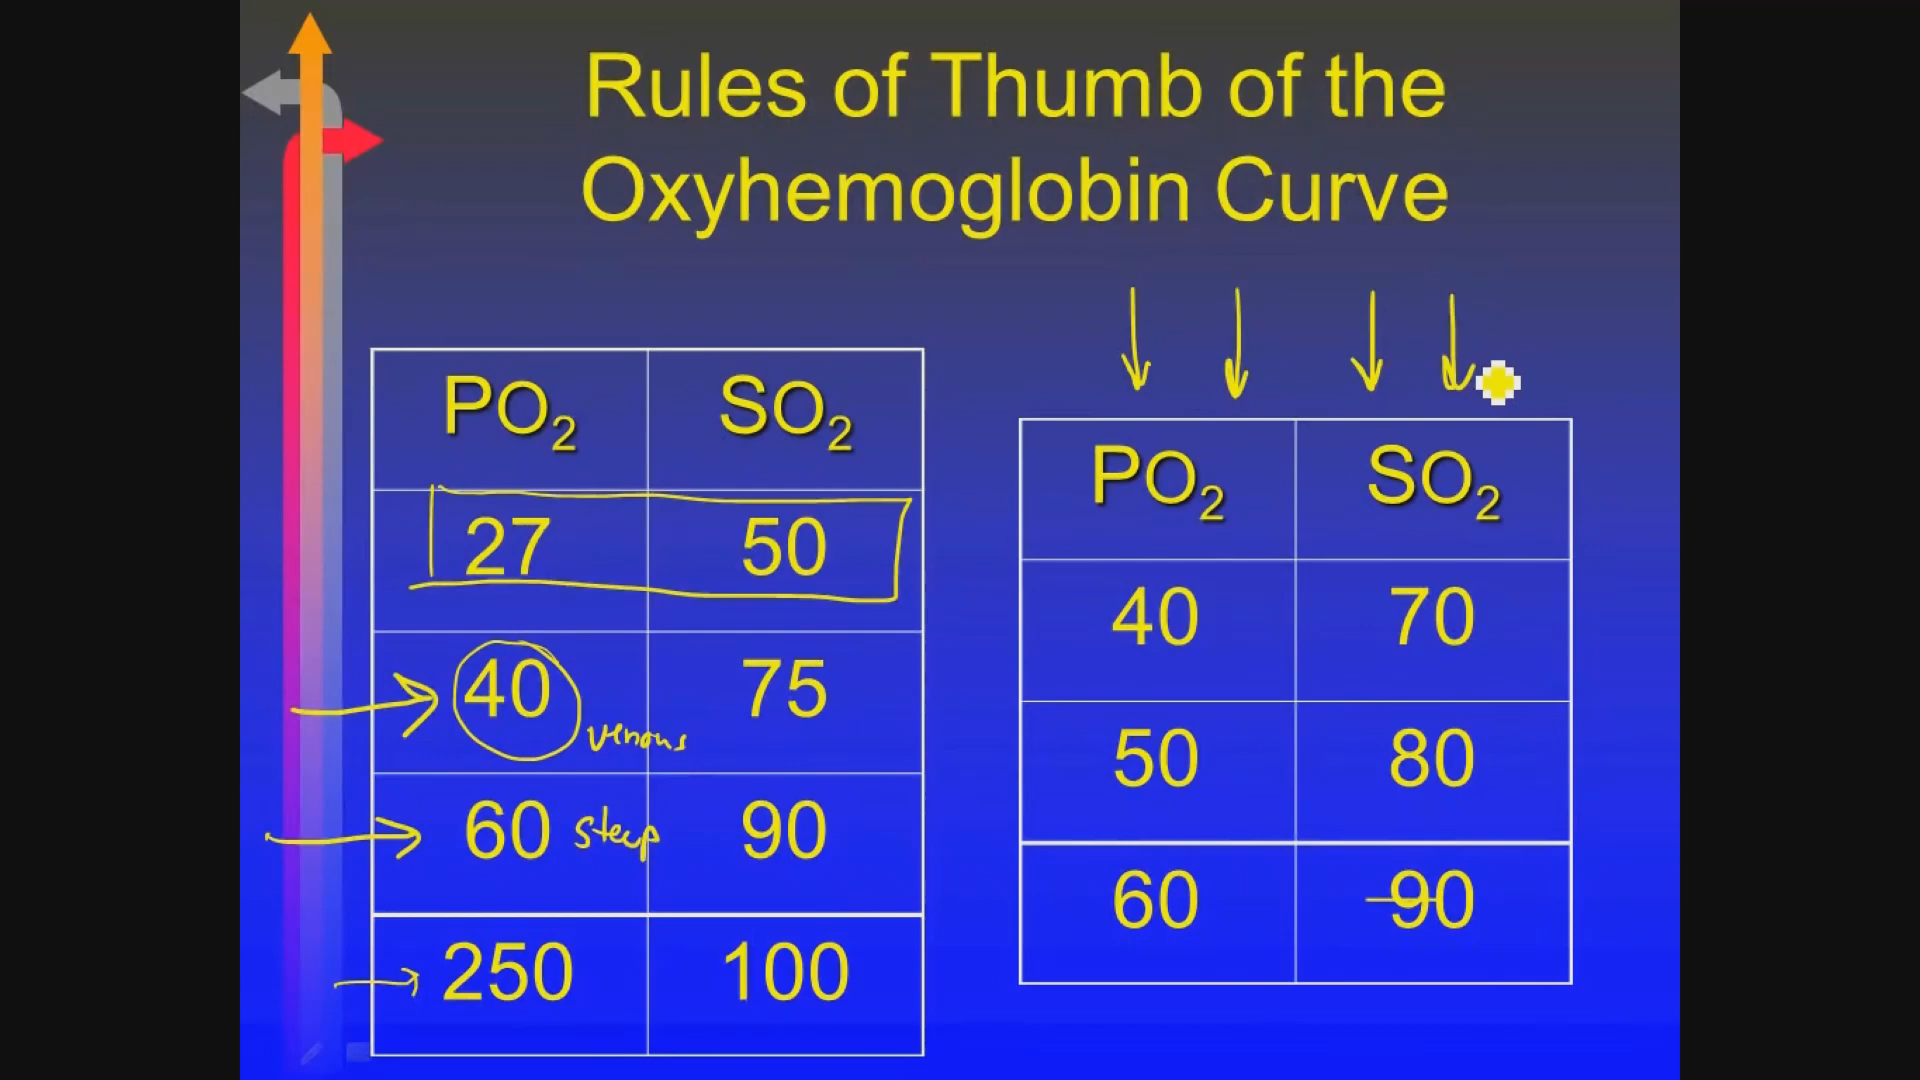 Rules of Thumb of the
Oxyhemoglobin Curve
PO₂ SO₂
27 50
40 venous 75
60 steep 90
250 100
PO₂ SO₂
40 70
50 80
60 90